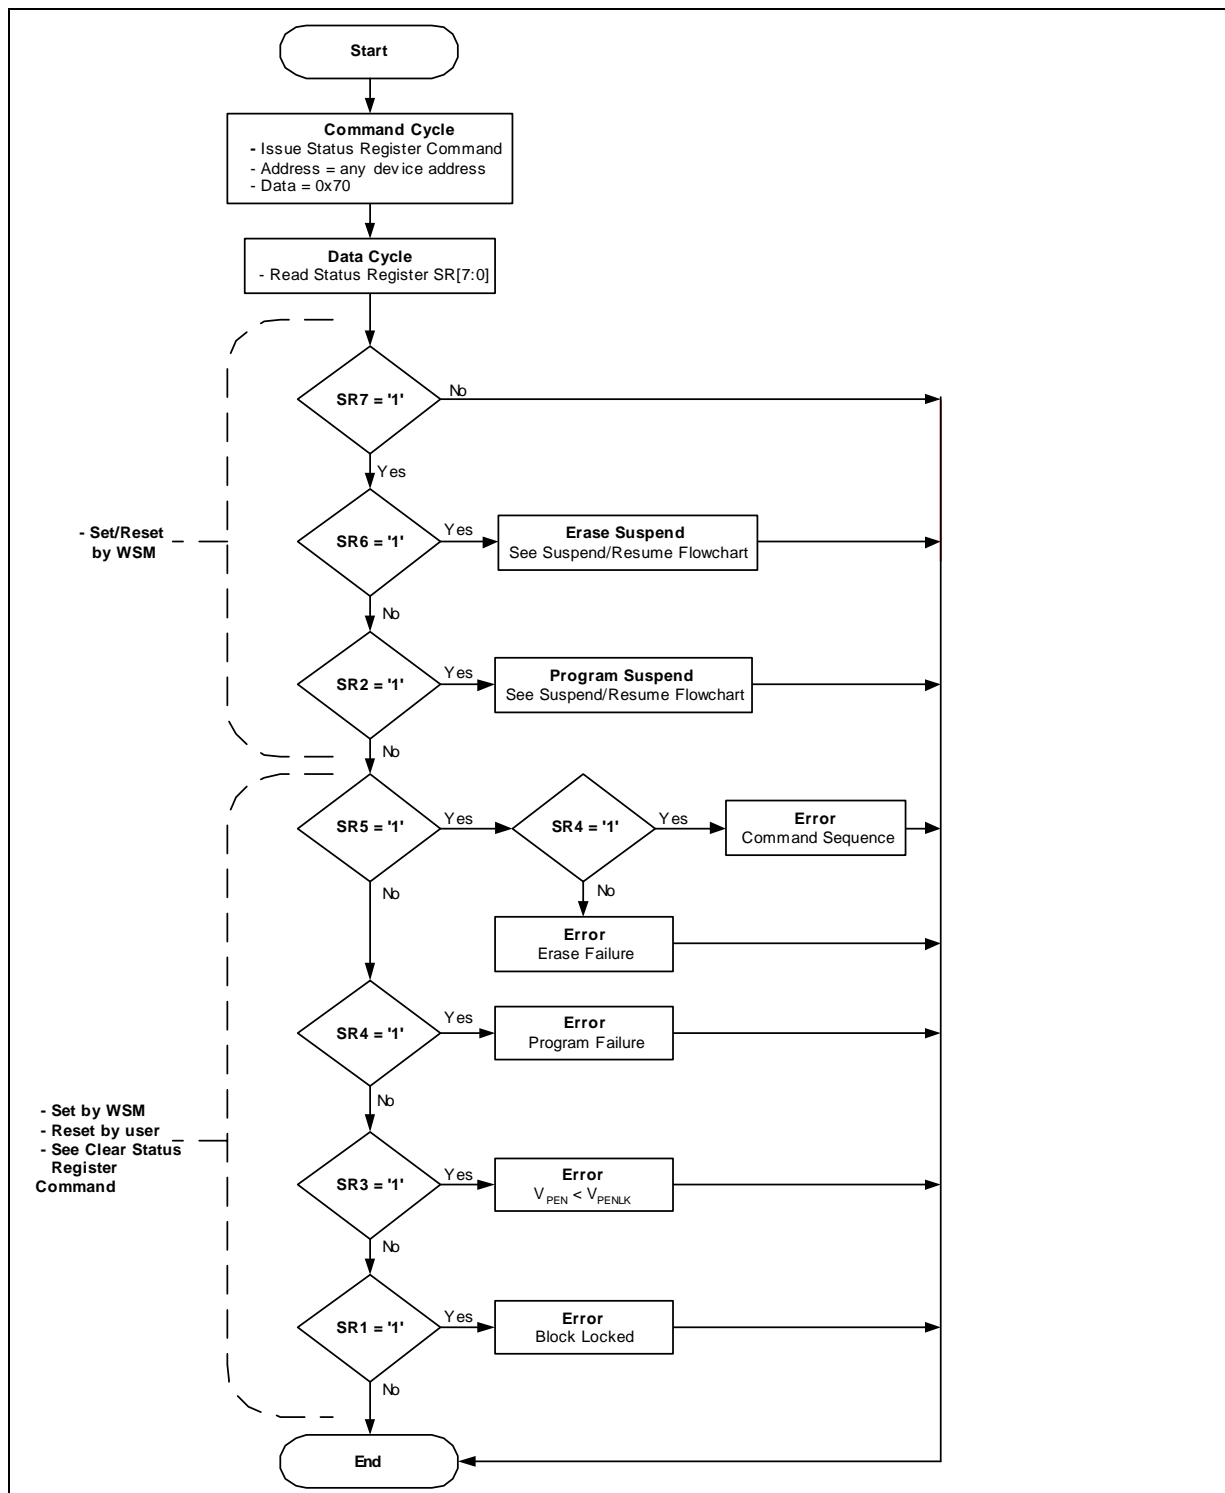 Start
Command Cycle
- Issue Status Register Command
- Address = any device address
- Data = 0x70
Data Cycle
- Read Status Register SR[7:0]
SR7 = '1'
No
Yes
- Set/Reset
by WSM
SR6 = '1'
Yes
Erase Suspend
See Suspend/Resume Flowchart
No
SR2 = '1'
Yes
Program Suspend
See Suspend/Resume Flowchart
No
SR5 = '1'
Yes
SR4 = '1'
Yes
Error
Command Sequence
No
No
Error
Erase Failure
SR4 = '1'
Yes
Error
Program Failure
No
- Set by WSM
- Reset by user
- See Clear Status
Register
Command
SR3 = '1'
Yes
Error
VPEN < VPENLK
No
SR1 = '1'
Yes
Error
Block Locked
No
End